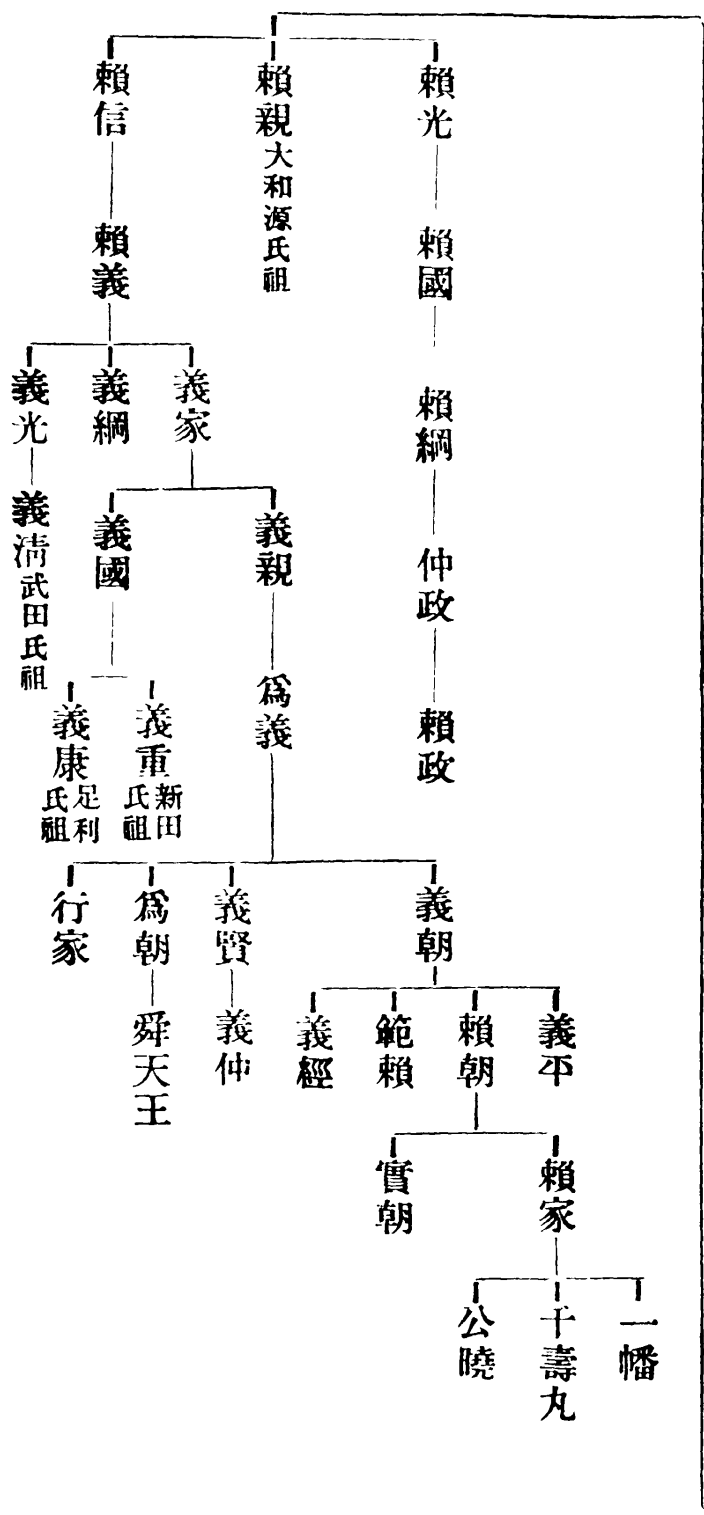 賴光
賴國
賴綱
仲政
賴政
賴親大和源氏祖
賴信
賴義
義家
義親
爲義
義朝
義平
賴朝
賴家
一幡
千壽丸
公曉
實朝
範賴
義經
義賢
義仲
爲朝
舜天王
行家
義國
義重新田氏祖
義康足利氏祖
義綱
義光
義淸武田氏祖